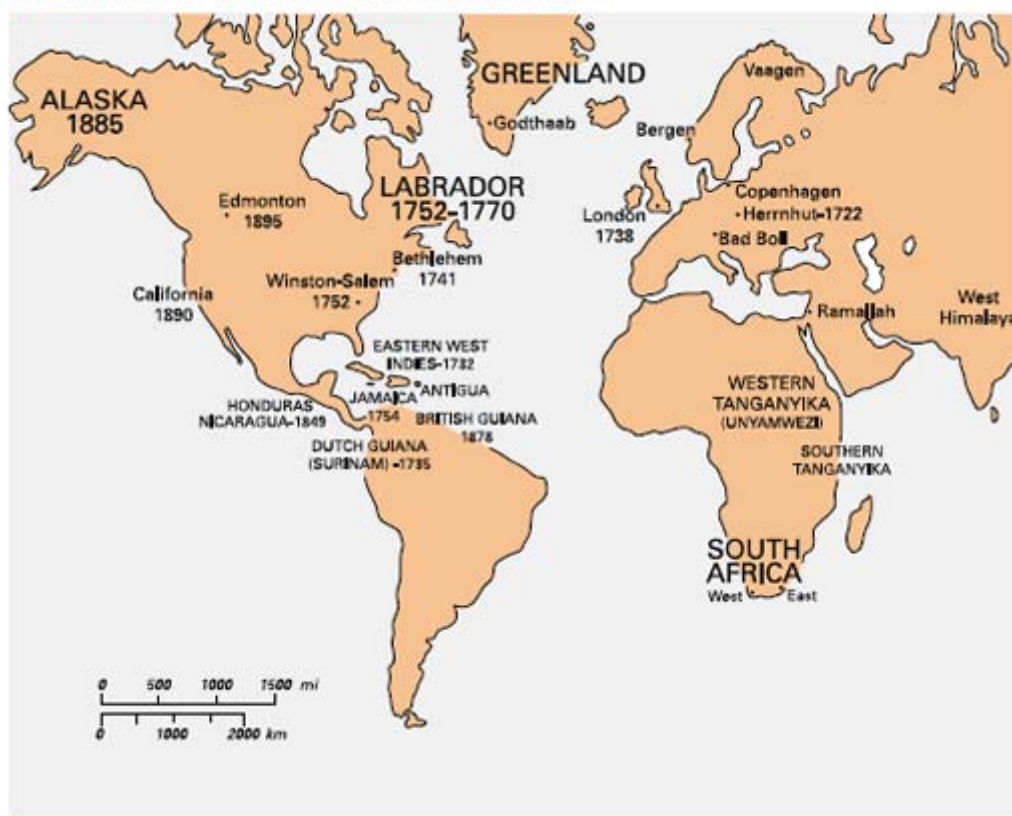 GREENLAND
Vaagen
ALASKA
1885
Godthaab
Bergen
LABRADOR
1752-1770
Copenhagen
Edmonton
1895
London
1738
Herrnhut-1722
Bad Boll
Bethlehem
1741
Winston-Salem
1752
California
1890
Ramallah
West
Himalaya
EASTERN WEST
INDIES-1732
ANTIGUA
JAMAICA
1754
WESTERN
TANGANYIKA
(UNYAMWEZI)
HONDURAS
NICARAGUA-1849
BRITISH GUIANA
1878
DUTCH GUIANA
(SURINAM) -1735
SOUTHERN
TANGANYIKA
SOUTH
AFRICA
West
East
0 500 1000 1500 mi
0 1000 2000 km